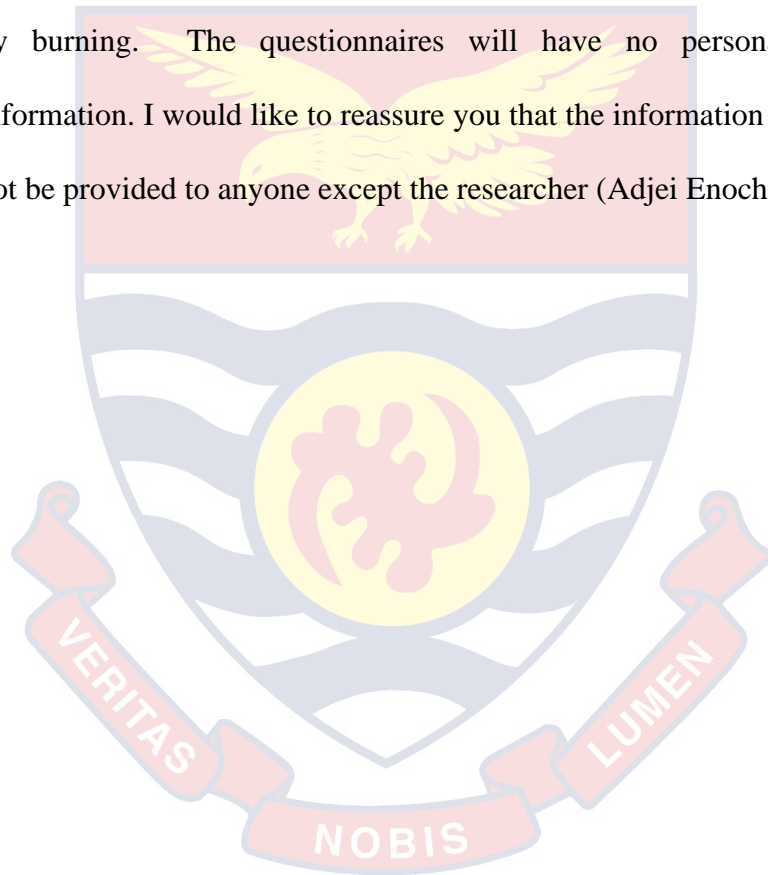 y burning. The questionnaires will have no persona
formation. I would like to reassure you that the information
ot be provided to anyone except the researcher (Adjei Enoch
VERITAS
NOBIS
LUMEN